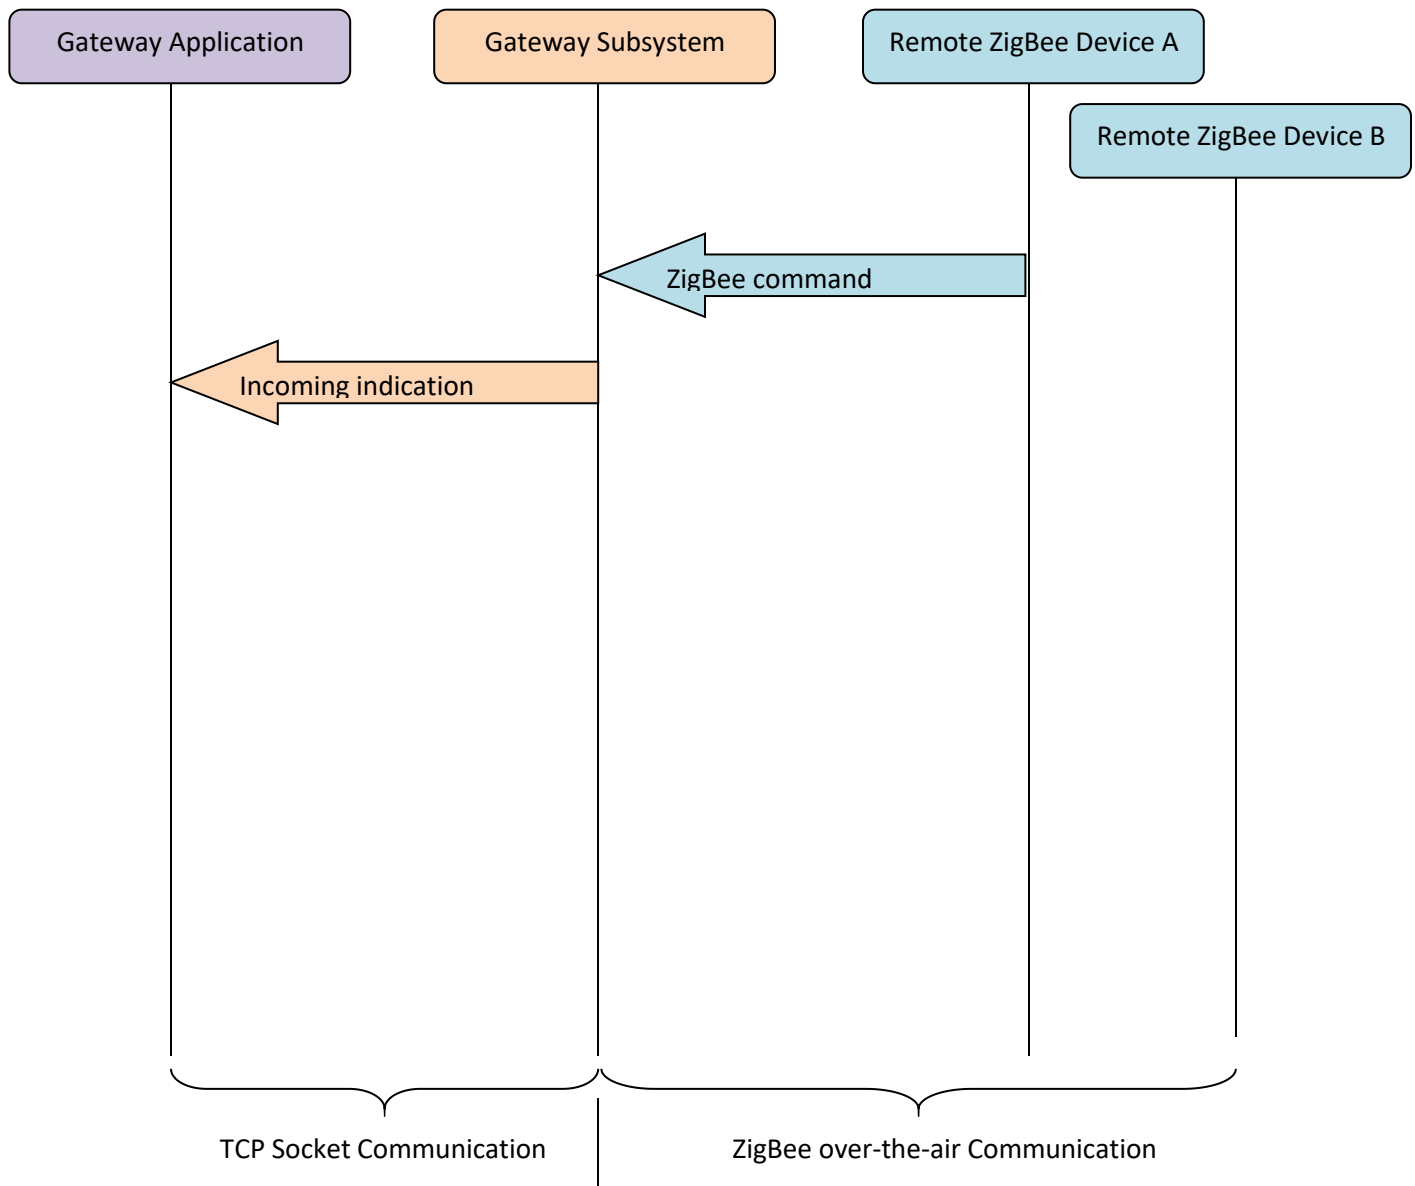 Gateway Application
Gateway Subsystem
Remote ZigBee Device A
Remote ZigBee Device B
ZigBee command
Incoming indication
TCP Socket Communication
ZigBee over-the-air Communication